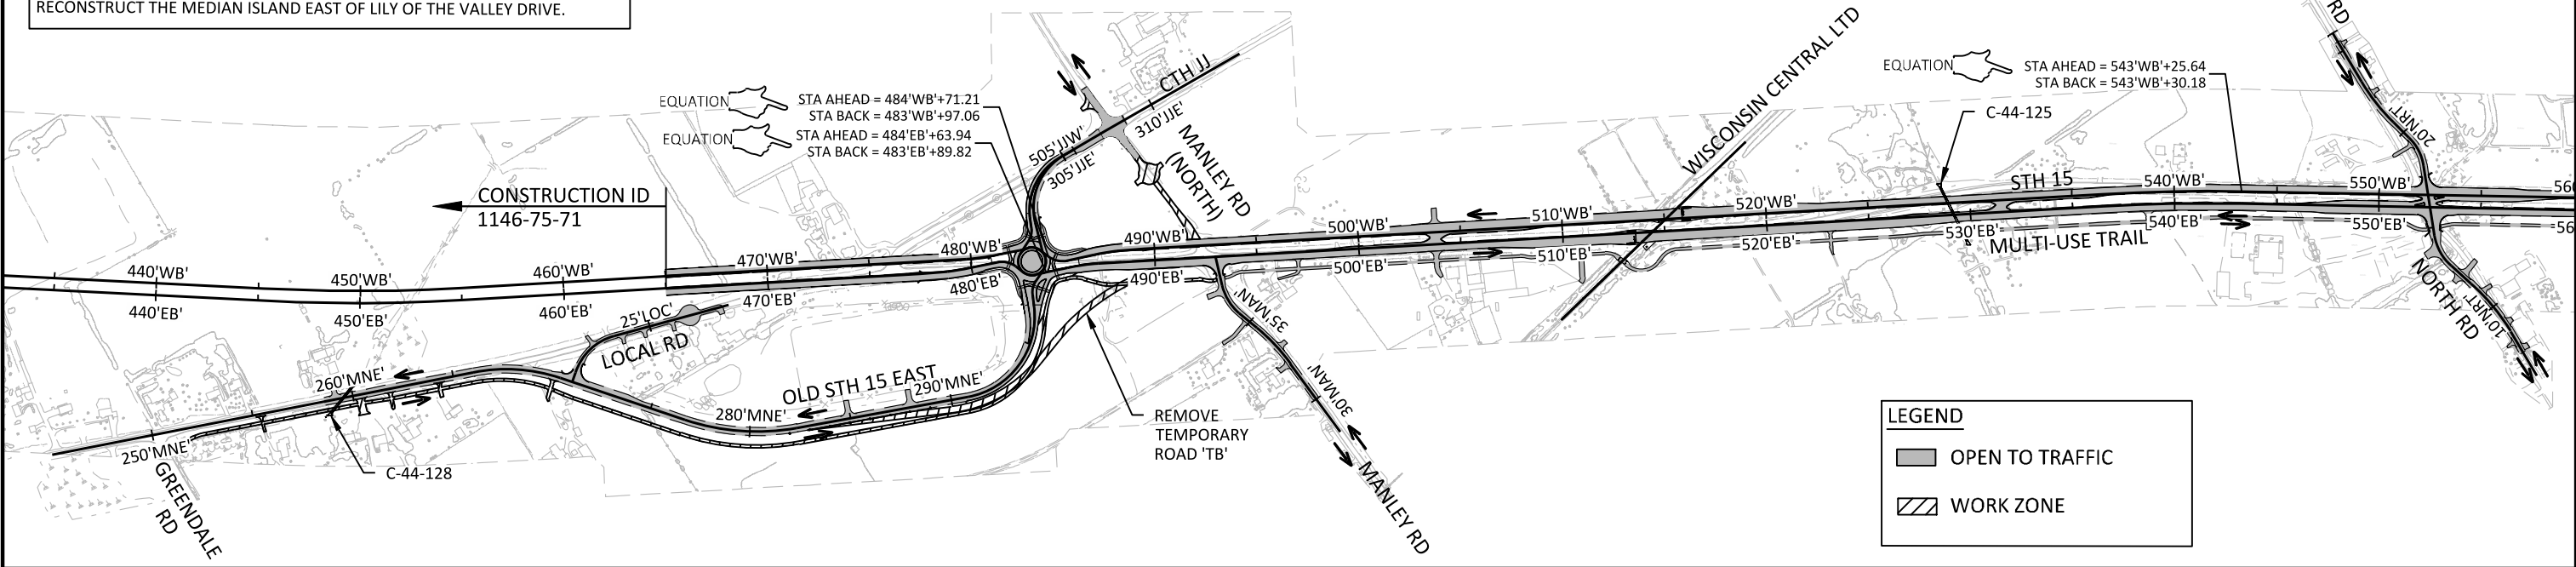 RECONSTRUCT THE MEDIAN ISLAND EAST OF LILY OF THE VALLEY DRIVE.
EQUATION
STA AHEAD = 484'WB'+71.21
STA BACK = 483'WB'+97.06
EQUATION
STA AHEAD = 484'EB'+63.94
STA BACK = 483'EB'+89.82
CONSTRUCTION ID
1146-75-71
CTH JJ
310'JJE'
505'JJW'
305'JJE'
MANLEY RD
(NORTH)
WISCONSIN CENTRAL LTD
EQUATION
STA AHEAD = 543'WB'+25.64
STA BACK = 543'WB'+30.18
C-44-125
RD
20'NRT'
440'WB'
450'WB'
460'WB'
470'WB'
480'WB'
490'WB'
500'WB'
510'WB'
520'WB'
STH 15
540'WB'
550'WB'
560
440'EB'
450'EB'
460'EB'
470'EB'
480'EB'
490'EB'
500'EB'
510'EB'
520'EB'
530'EB'
540'EB'
550'EB'
56
MULTI-USE TRAIL
NORTH RD
10'NRT'
25'LOC'
LOCAL RD
OLD STH 15 EAST
250'MNE'
260'MNE'
280'MNE'
290'MNE'
GREENDALE
RD
C-44-128
REMOVE
TEMPORARY
ROAD 'TB'
35'MAN'
30'MAN'
MANLEY RD
LEGEND
OPEN TO TRAFFIC
WORK ZONE